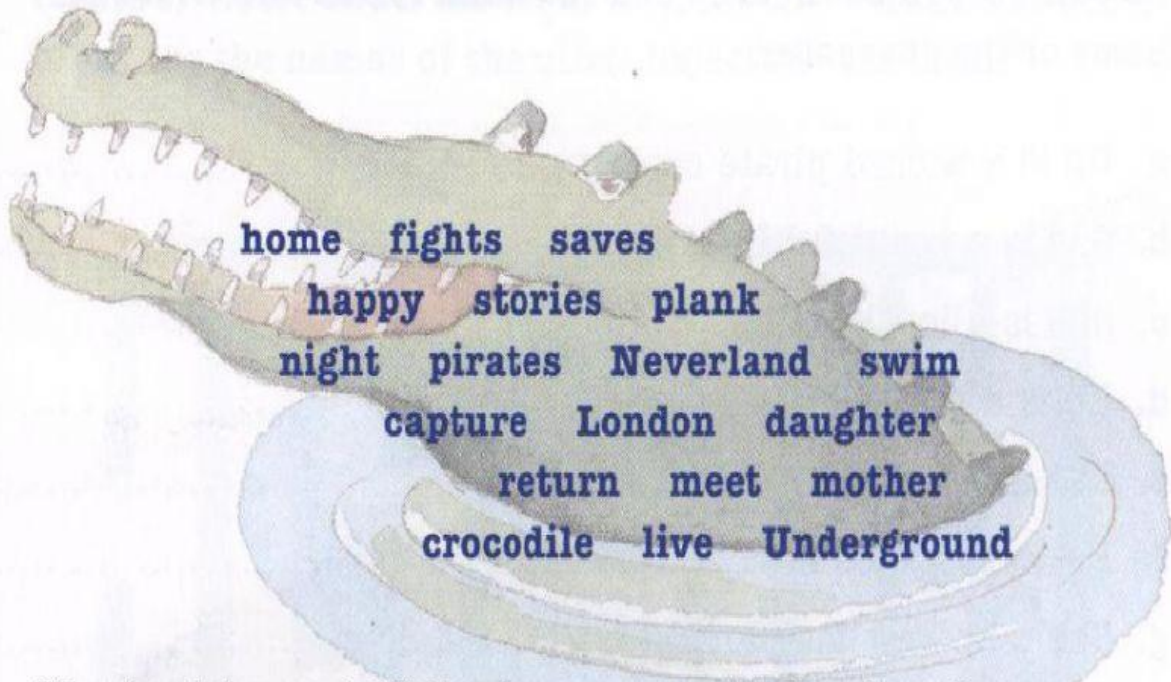 home fights saves
happy stories plank
night pirates Neverland swim
capture London daughter
return meet mother
crocodile live Underground